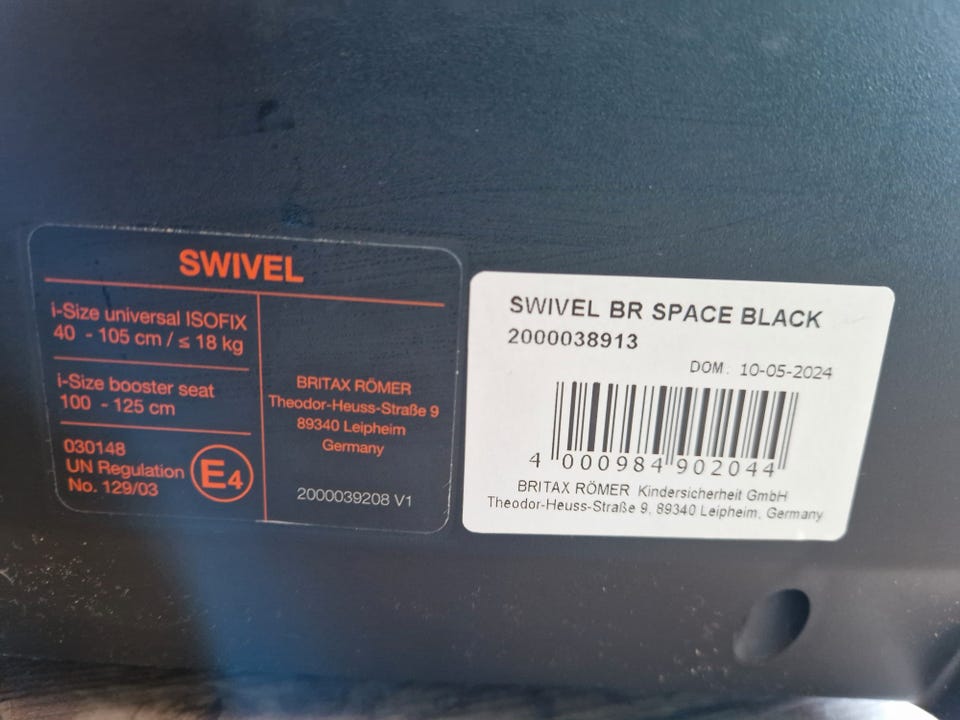 SWIVEL
i-Size universal ISOFIX
40 - 105 cm / ≤ 18 kg
i-Size booster seat
100 - 125 cm
030148
UN Regulation
No. 129/03
E4
BRITAX RÖMER
Theodor-Heuss-Straße 9
89340 Leipheim
Germany
2000039208 V1
SWIVEL BR SPACE BLACK
2000038913
DOM. 10-05-2024
4 000984 902044
BRITAX RÖMER Kindersicherheit GmbH
Theodor-Heuss-Straße 9, 89340 Leipheim, Germany